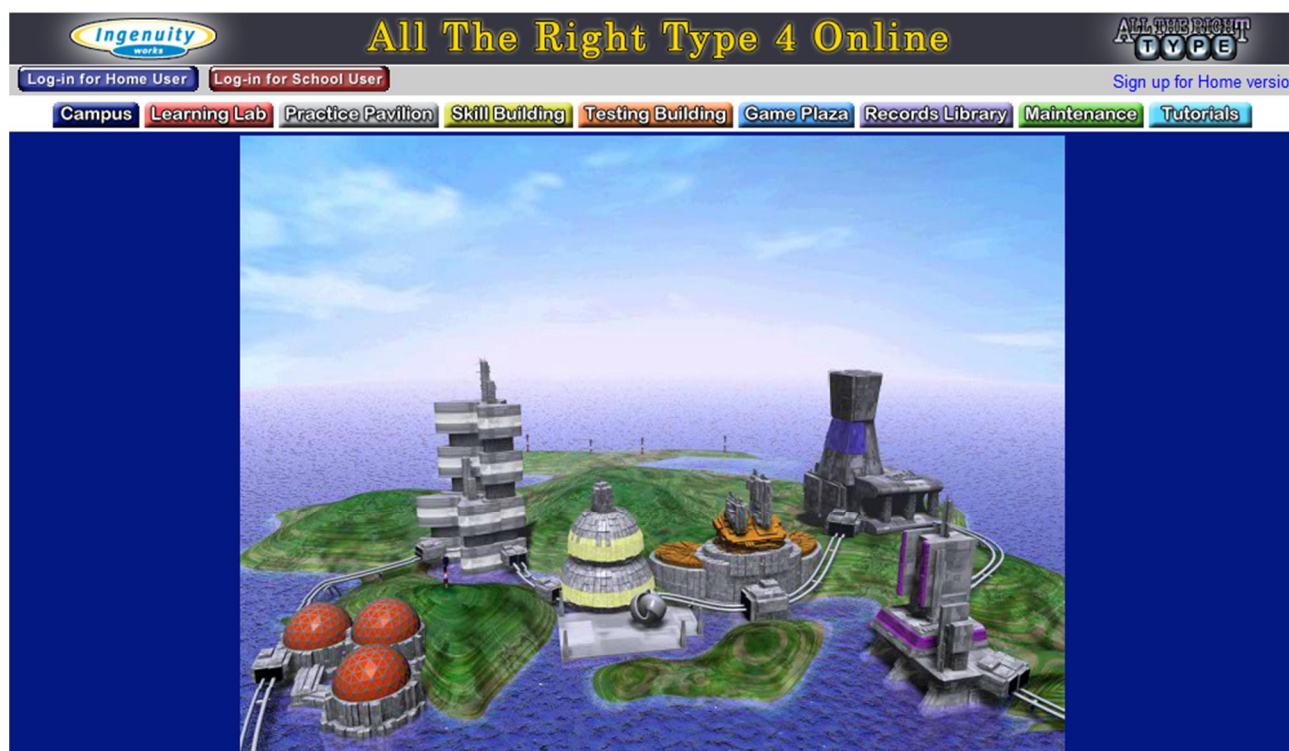 Ingenuity
works
All The Right Type 4 Online
ALL THE RIGHT
TYPE
Log-in for Home User
Log-in for School User
Sign up for Home versio
Campus
Learning Lab
Practice Pavilion
Skill Building
Testing Building
Game Plaza
Records Library
Maintenance
Tutorials